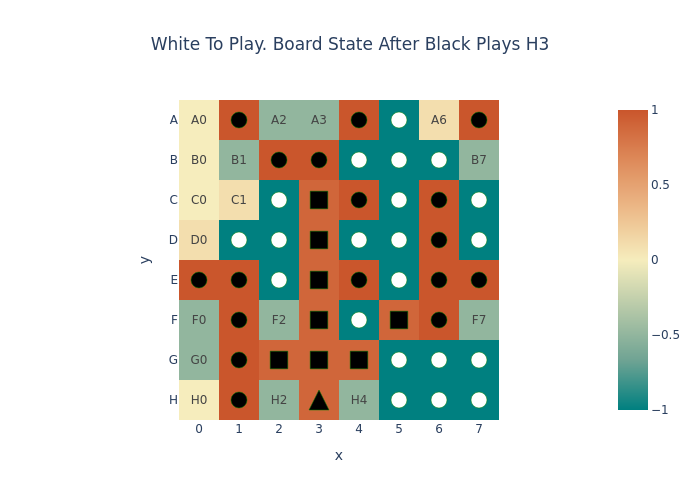 White To Play. Board State After Black Plays H3
A A0 A2 A3 A6 1
B B0 B1 B7
C C0 C1 0.5
D D0
y E 0
F F0 F2 F7 −0.5
G G0
H H0 H2 H4 −1
0 1 2 3 4 5 6 7
x